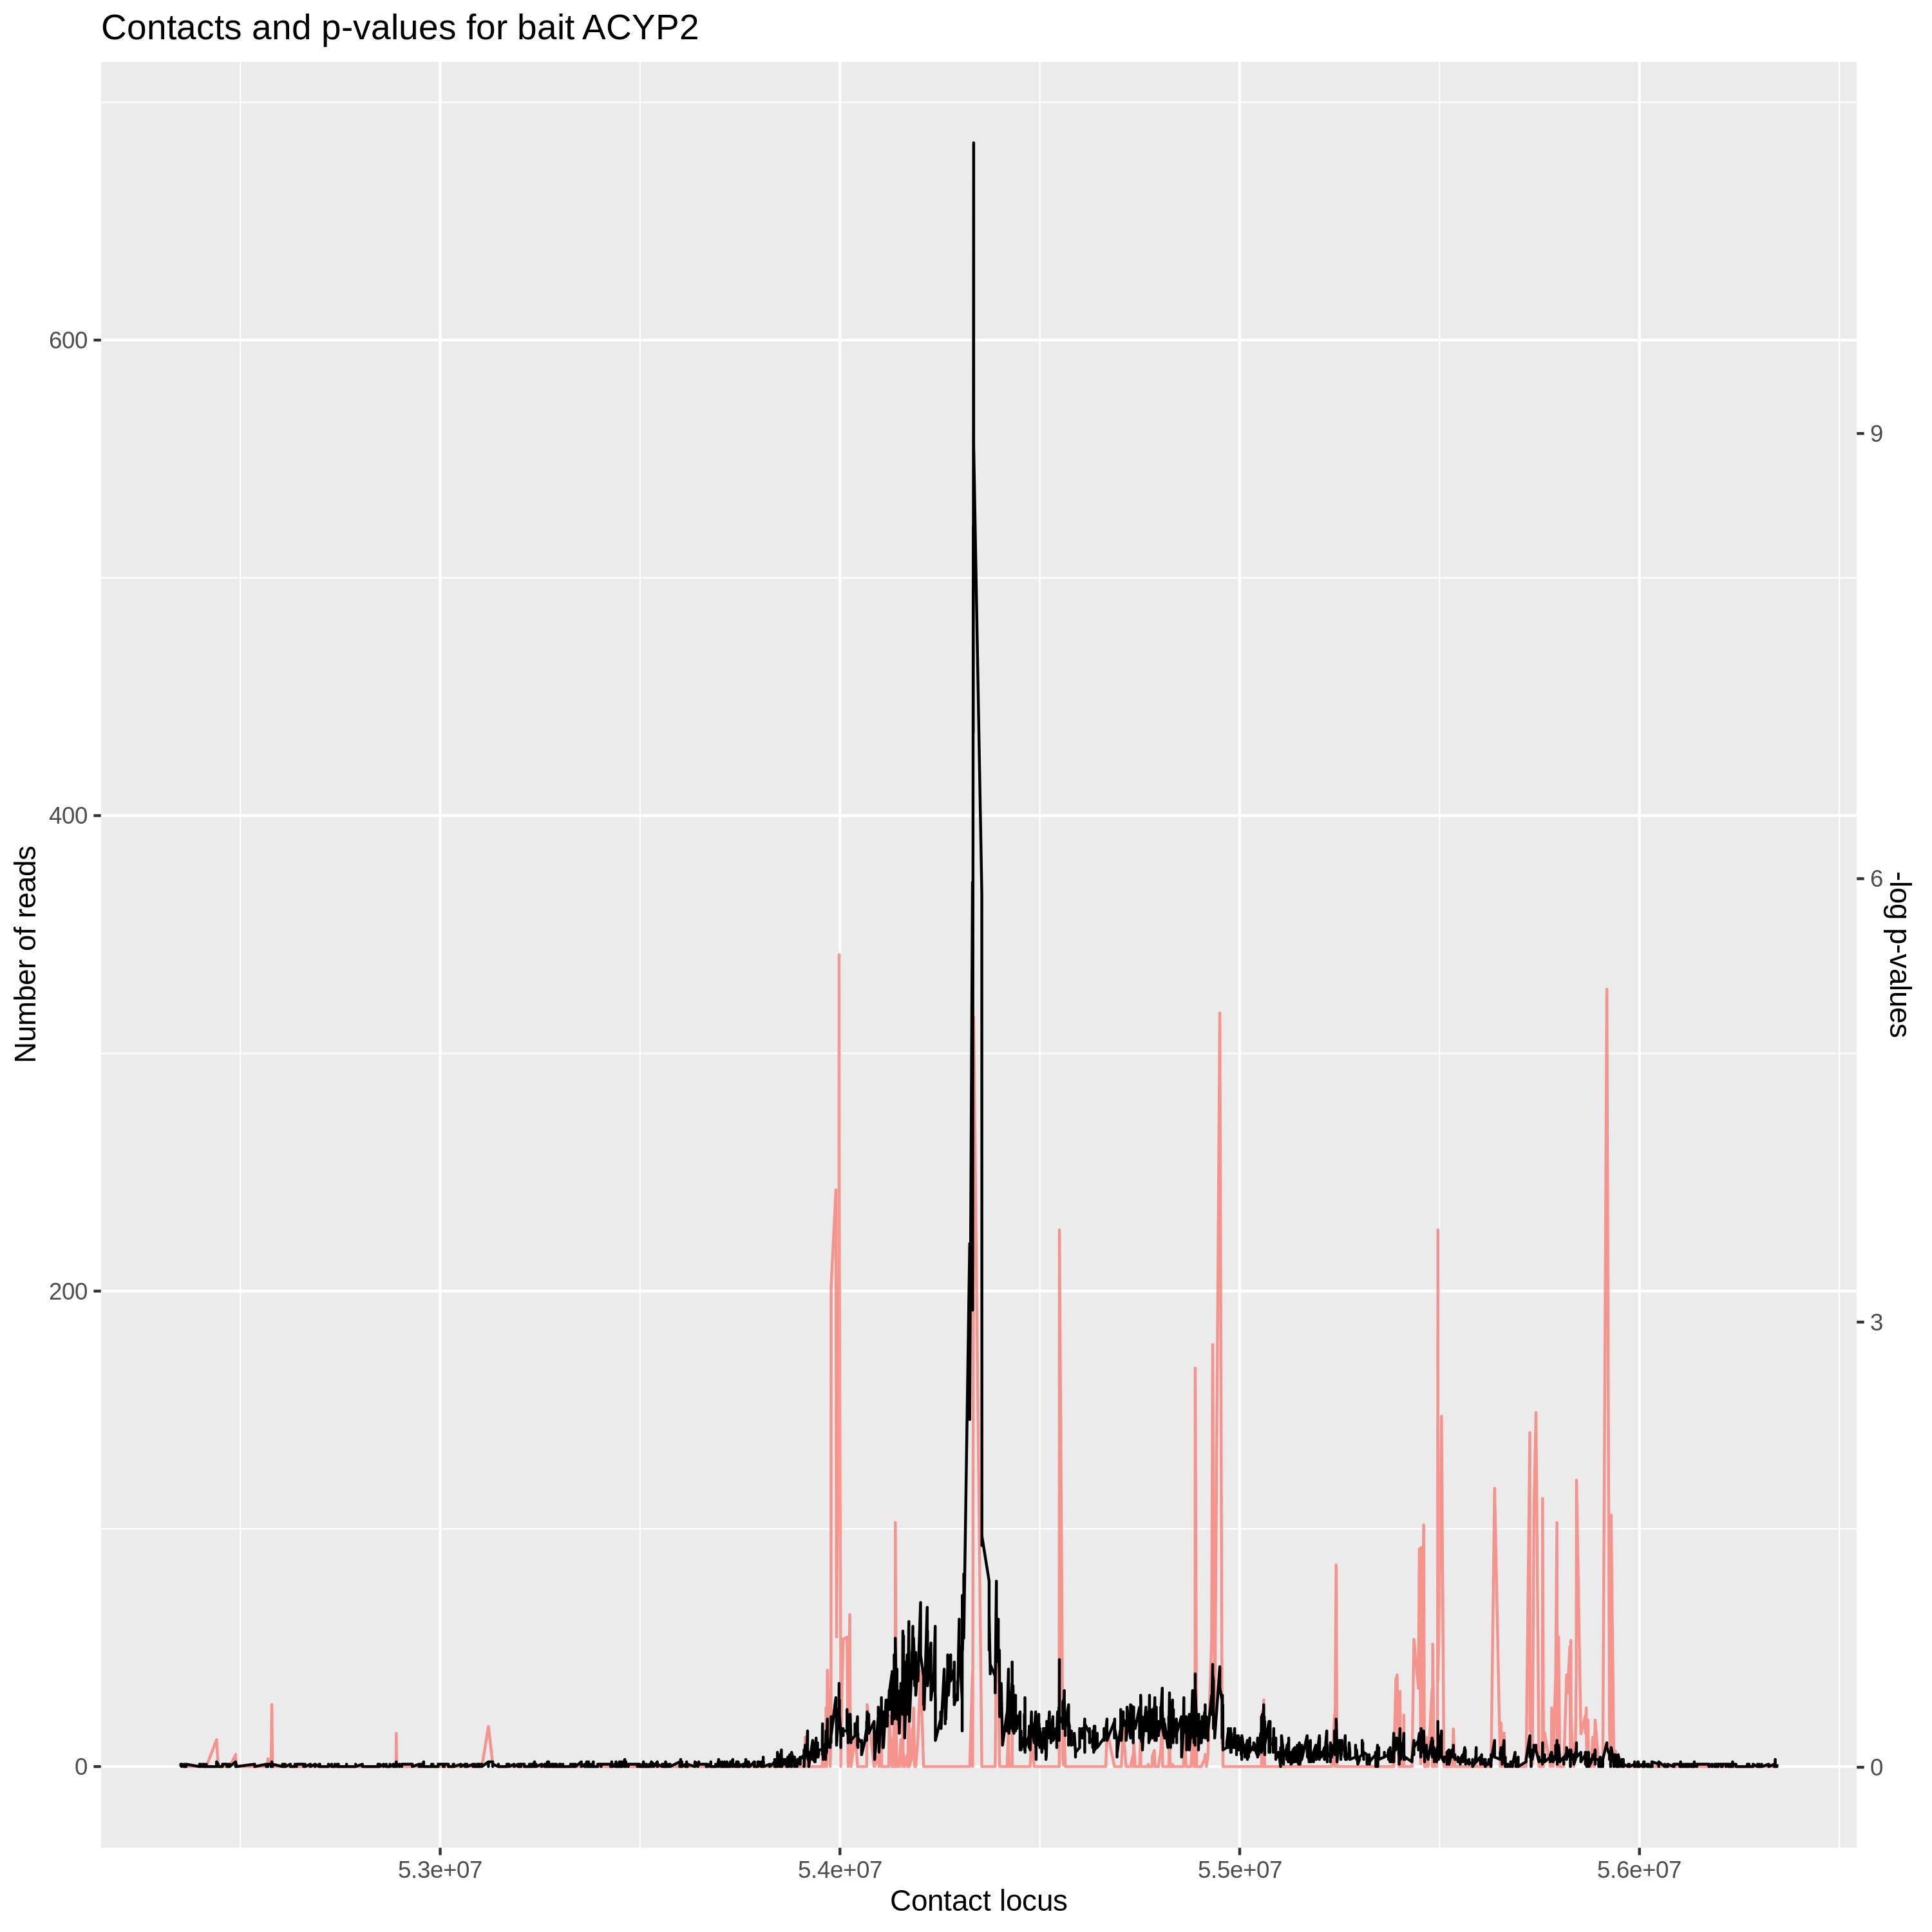 Contacts and p-values for bait ACYP2
600
400
200
0
Number of reads
9
6
3
0
-log p-values
5.3e+07
5.4e+07
5.5e+07
5.6e+07
Contact locus